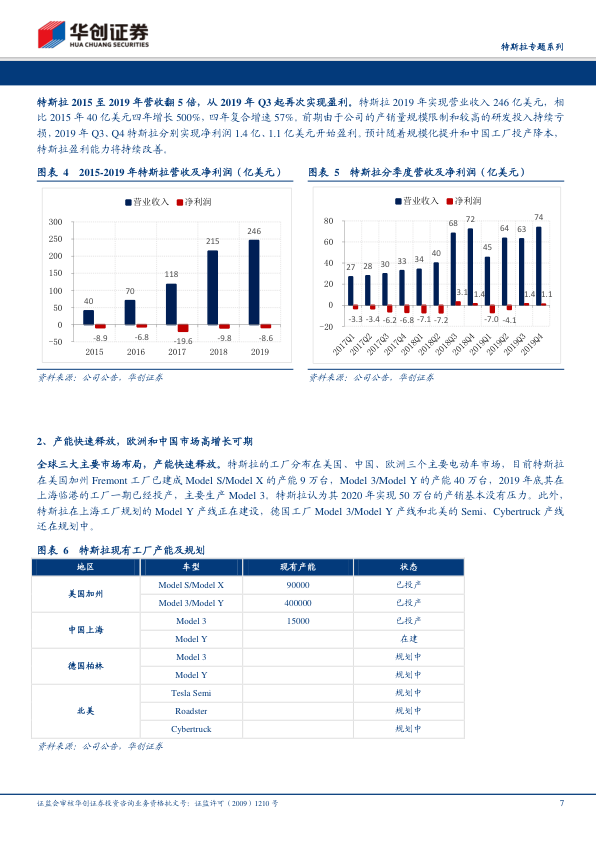 华创证券
HUA CHUANG SECURITIES
特斯拉专题系列
特斯拉 2015 至 2019 年营收翻 5 倍，从 2019 年 Q3 起再次实现盈利。特斯拉 2019 年实现营业收入 246 亿美元，相
比 2015 年 40 亿美元四年增长 500%，四年复合增速 57%。前期由于公司的产销量规模限制和较高的研发投入持续亏
损，2019 年 Q3、Q4 特斯拉分别实现净利润 1.4 亿、1.1 亿美元开始盈利。预计随着规模化提升和中国工厂投产降本，
特斯拉盈利能力将持续改善。
图表 4 2015-2019 年特斯拉营收及净利润（亿美元）
营业收入 净利润
300
250
200
150
100
50
0
−50
40 70 118 215 246
-8.9 -6.8 -19.6 -9.8 -8.6
2015 2016 2017 2018 2019
资料来源：公司公告，华创证券
图表 5 特斯拉分季度营收及净利润（亿美元）
营业收入 净利润
80
60
40
20
0
−20
27 28 30 33 34 40 68 72 45 64 63 74
-3.3 -3.4 -6.2 -6.8 -7.1 -7.2 3.1 1.4 -7.0 -4.1 1.4 1.1
2017Q1 2017Q2 2017Q3 2017Q4 2018Q1 2018Q2 2018Q3 2018Q4 2019Q1 2019Q2 2019Q3 2019Q4
资料来源：公司公告，华创证券
2、产能快速释放，欧洲和中国市场高增长可期
全球三大主要市场布局，产能快速释放。特斯拉的工厂分布在美国、中国、欧洲三个主要电动车市场，目前特斯拉
在美国加州 Fremont 工厂已建成 Model S/Model X 的产能 9 万台，Model 3/Model Y 的产能 40 万台，2019 年底其在
上海临港的工厂一期已经投产，主要生产 Model 3。特斯拉认为其 2020 年实现 50 万台的产销基本没有压力。此外，
特斯拉在上海工厂规划的 Model Y 产线正在建设，德国工厂 Model 3/Model Y 产线和北美的 Semi、Cybertruck 产线
还在规划中。
图表 6 特斯拉现有工厂产能及规划
地区 车型 现有产能 状态
美国加州 Model S/Model X 90000 已投产
Model 3/Model Y 400000 已投产
中国上海 Model 3 15000 已投产
Model Y 在建
德国柏林 Model 3 规划中
Model Y 规划中
北美 Tesla Semi 规划中
Roadster 规划中
Cybertruck 规划中
资料来源：公司公告，华创证券
证监会审核华创证券投资咨询业务资格批文号：证监许可（2009）1210 号 7